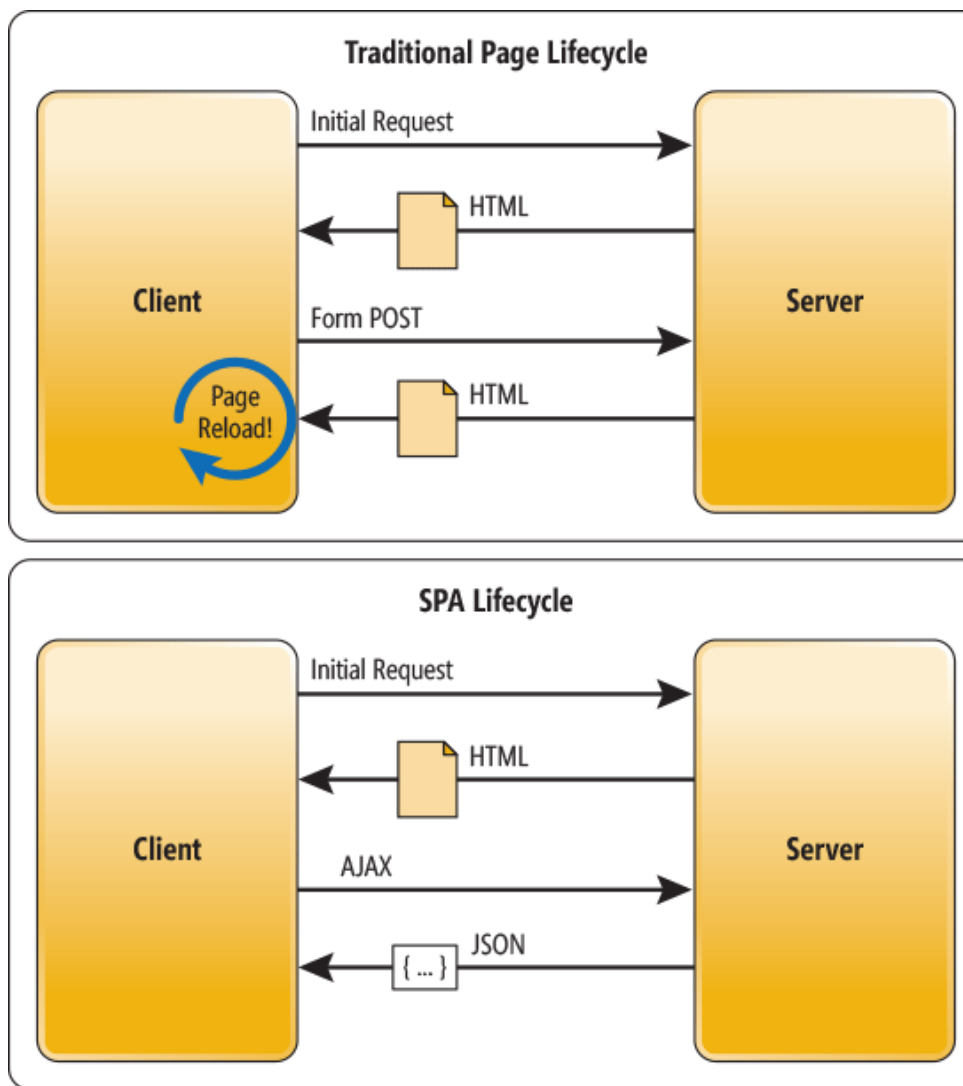 Traditional Page Lifecycle
Initial Request
HTML
Client
Server
Form POST
HTML
Page
Reload!
SPA Lifecycle
Initial Request
HTML
Client
Server
AJAX
JSON
{ ... }